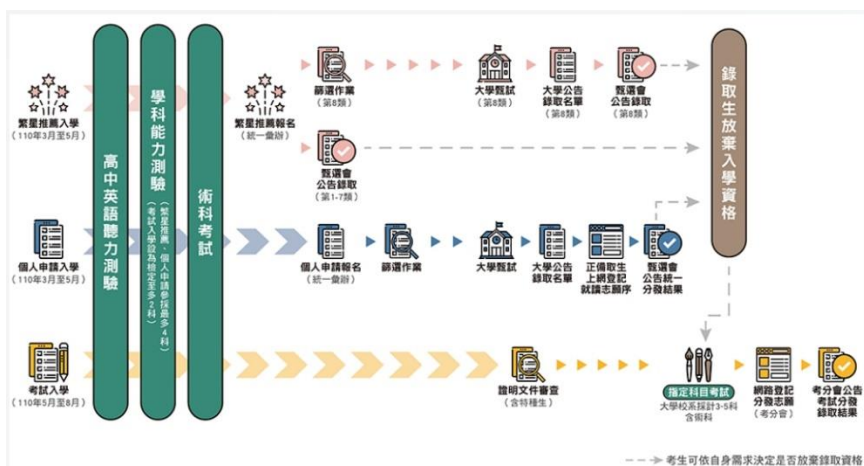 繁星推薦入學
(110年3月至5月)
個人申請入學
(110年3月至5月)
考試入學
(110年5月至8月)
高中英語聽力測驗
學科能力測驗
(繁星推薦、個人申請參採最多4科)
(考試入學設為檢定至多2科)
術科考試
繁星推薦報名
(統一彙辦)
篩選作業
(第8類)
大學甄試
(第8類)
大學公告
錄取名單
(第8類)
甄選會
公告錄取
(第8類)
甄選會
公告錄取
(第1-7類)
個人申請報名
(統一彙辦)
篩選作業
大學甄試
大學公告
錄取名單
正備取生
上網登記
就讀志願序
甄選會
公告統一
分發結果
錄取生放棄入學資格
證明文件審查
(含特種生)
指定科目考試
大學校系採計3-5科
含術科
網路登記
分發志願
(考分會)
考分會公告
考試分發
錄取結果
考生可依自身需求決定是否放棄錄取資格